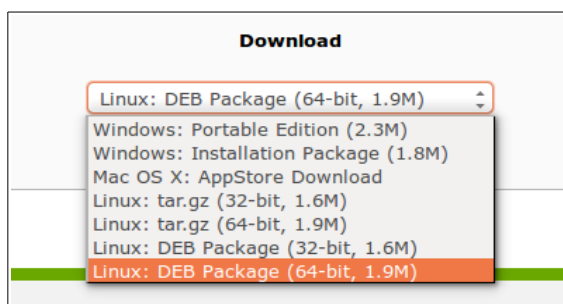 Download
Linux: DEB Package (64-bit, 1.9M)
Windows: Portable Edition (2.3M)
Windows: Installation Package (1.8M)
Mac OS X: AppStore Download
Linux: tar.gz (32-bit, 1.6M)
Linux: tar.gz (64-bit, 1.9M)
Linux: DEB Package (32-bit, 1.6M)
Linux: DEB Package (64-bit, 1.9M)